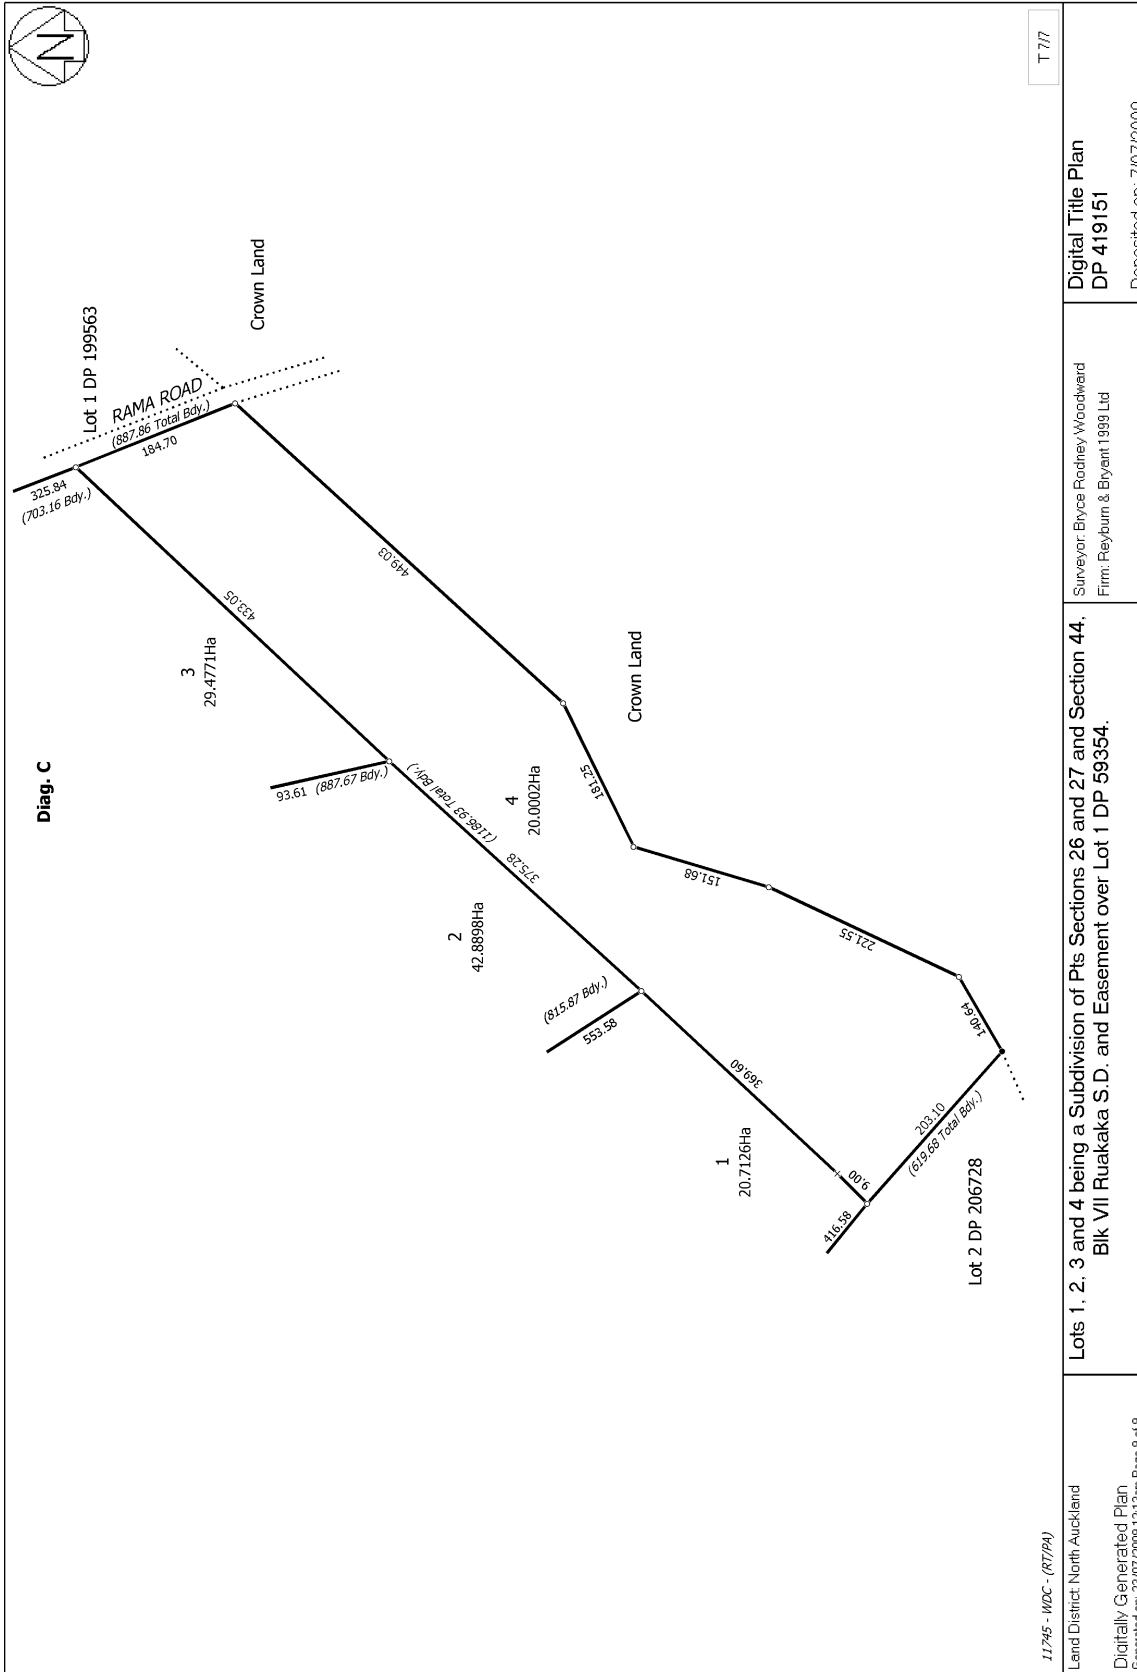 N
Diag. C
T 7/7
Lot 1 DP 199563
Crown Land
RAMA ROAD
(887.86 Total Bdy.)
184.70
325.84
(703.16 Bdy.)
433.05
449.03
3
29.4771Ha
93.61 (887.67 Bdy.)
(1186.93 Total Bdy.)
375.28
4
20.0002Ha
Crown Land
181.25
151.68
221.55
140.64
2
42.8898Ha
(815.87 Bdy.)
553.58
369.60
1
20.7126Ha
9.00
416.58
203.10
(619.68 Total Bdy.)
Lot 2 DP 206728
11745 - WDC - (RT/PA)
Land District: North Auckland
Digitally Generated Plan
Lots 1, 2, 3 and 4 being a Subdivision of Pts Sections 26 and 27 and Section 44,
Blk VII Ruakaka S.D. and Easement over Lot 1 DP 59354.
Surveyor: Bryce Rodney Woodward
Firm: Reyburn & Bryant 1999 Ltd
Digital Title Plan
DP 419151